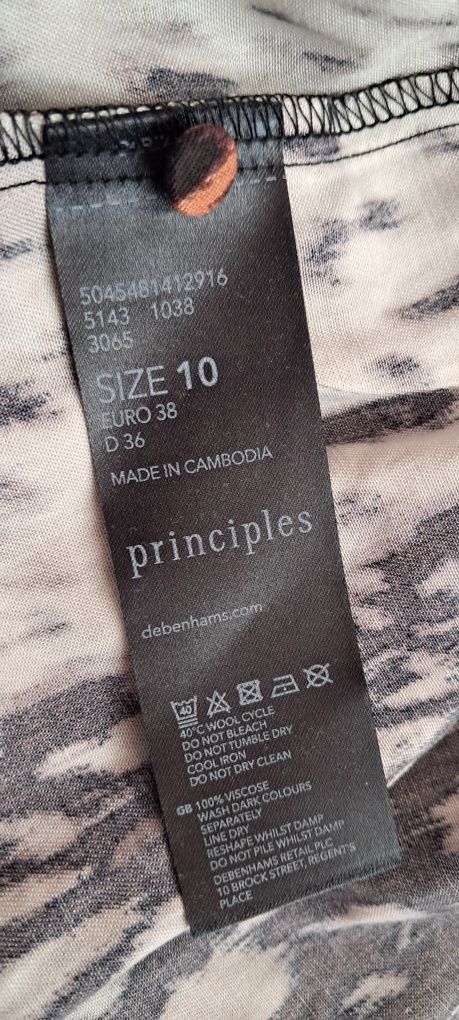 5045481412916
5143 1038
3065
SIZE 10
EURO 38
D 36
MADE IN CAMBODIA
principles
debenhams.com
40
40°C WOOL CYCLE
DO NOT BLEACH
DO NOT TUMBLE DRY
COOL IRON
DO NOT DRY CLEAN
GB 100% VISCOSE
WASH DARK COLOURS
SEPARATELY
LINE DRY
RESHAPE WHILST DAMP
DO NOT PILE WHILST DAMP
DEBENHAMS RETAIL PLC
10 BROCK STREET, REGENT'S
PLACE